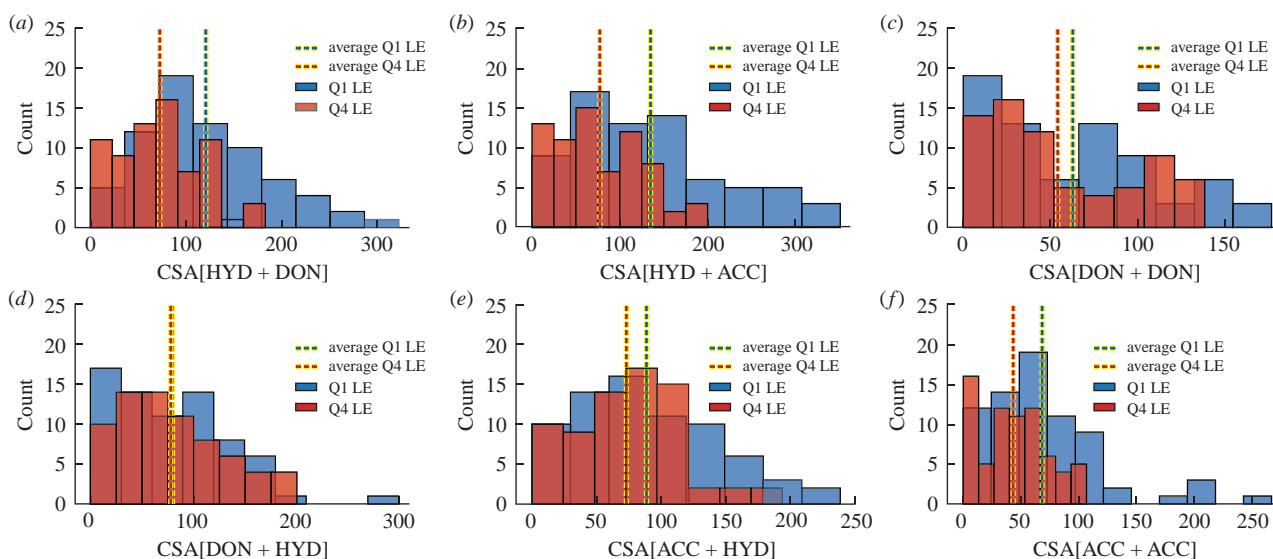 (a)
25
20
15
10
5
0
Count
average Q1 LE
average Q4 LE
Q1 LE
Q4 LE
0 100 200 300
CSA[HYD + DON]
(b)
25
20
15
10
5
0
Count
average Q1 LE
average Q4 LE
Q1 LE
Q4 LE
0 100 200 300
CSA[HYD + ACC]
(c)
25
20
15
10
5
0
Count
average Q1 LE
average Q4 LE
Q1 LE
Q4 LE
0 50 100 150
CSA[DON + DON]
(d)
25
20
15
10
5
0
Count
average Q1 LE
average Q4 LE
Q1 LE
Q4 LE
0 100 200 300
CSA[DON + HYD]
(e)
25
20
15
10
5
0
Count
average Q1 LE
average Q4 LE
Q1 LE
Q4 LE
0 50 100 150 200 250
CSA[ACC + HYD]
(f)
25
20
15
10
5
0
Count
average Q1 LE
average Q4 LE
Q1 LE
Q4 LE
0 50 100 150 200 250
CSA[ACC + ACC]